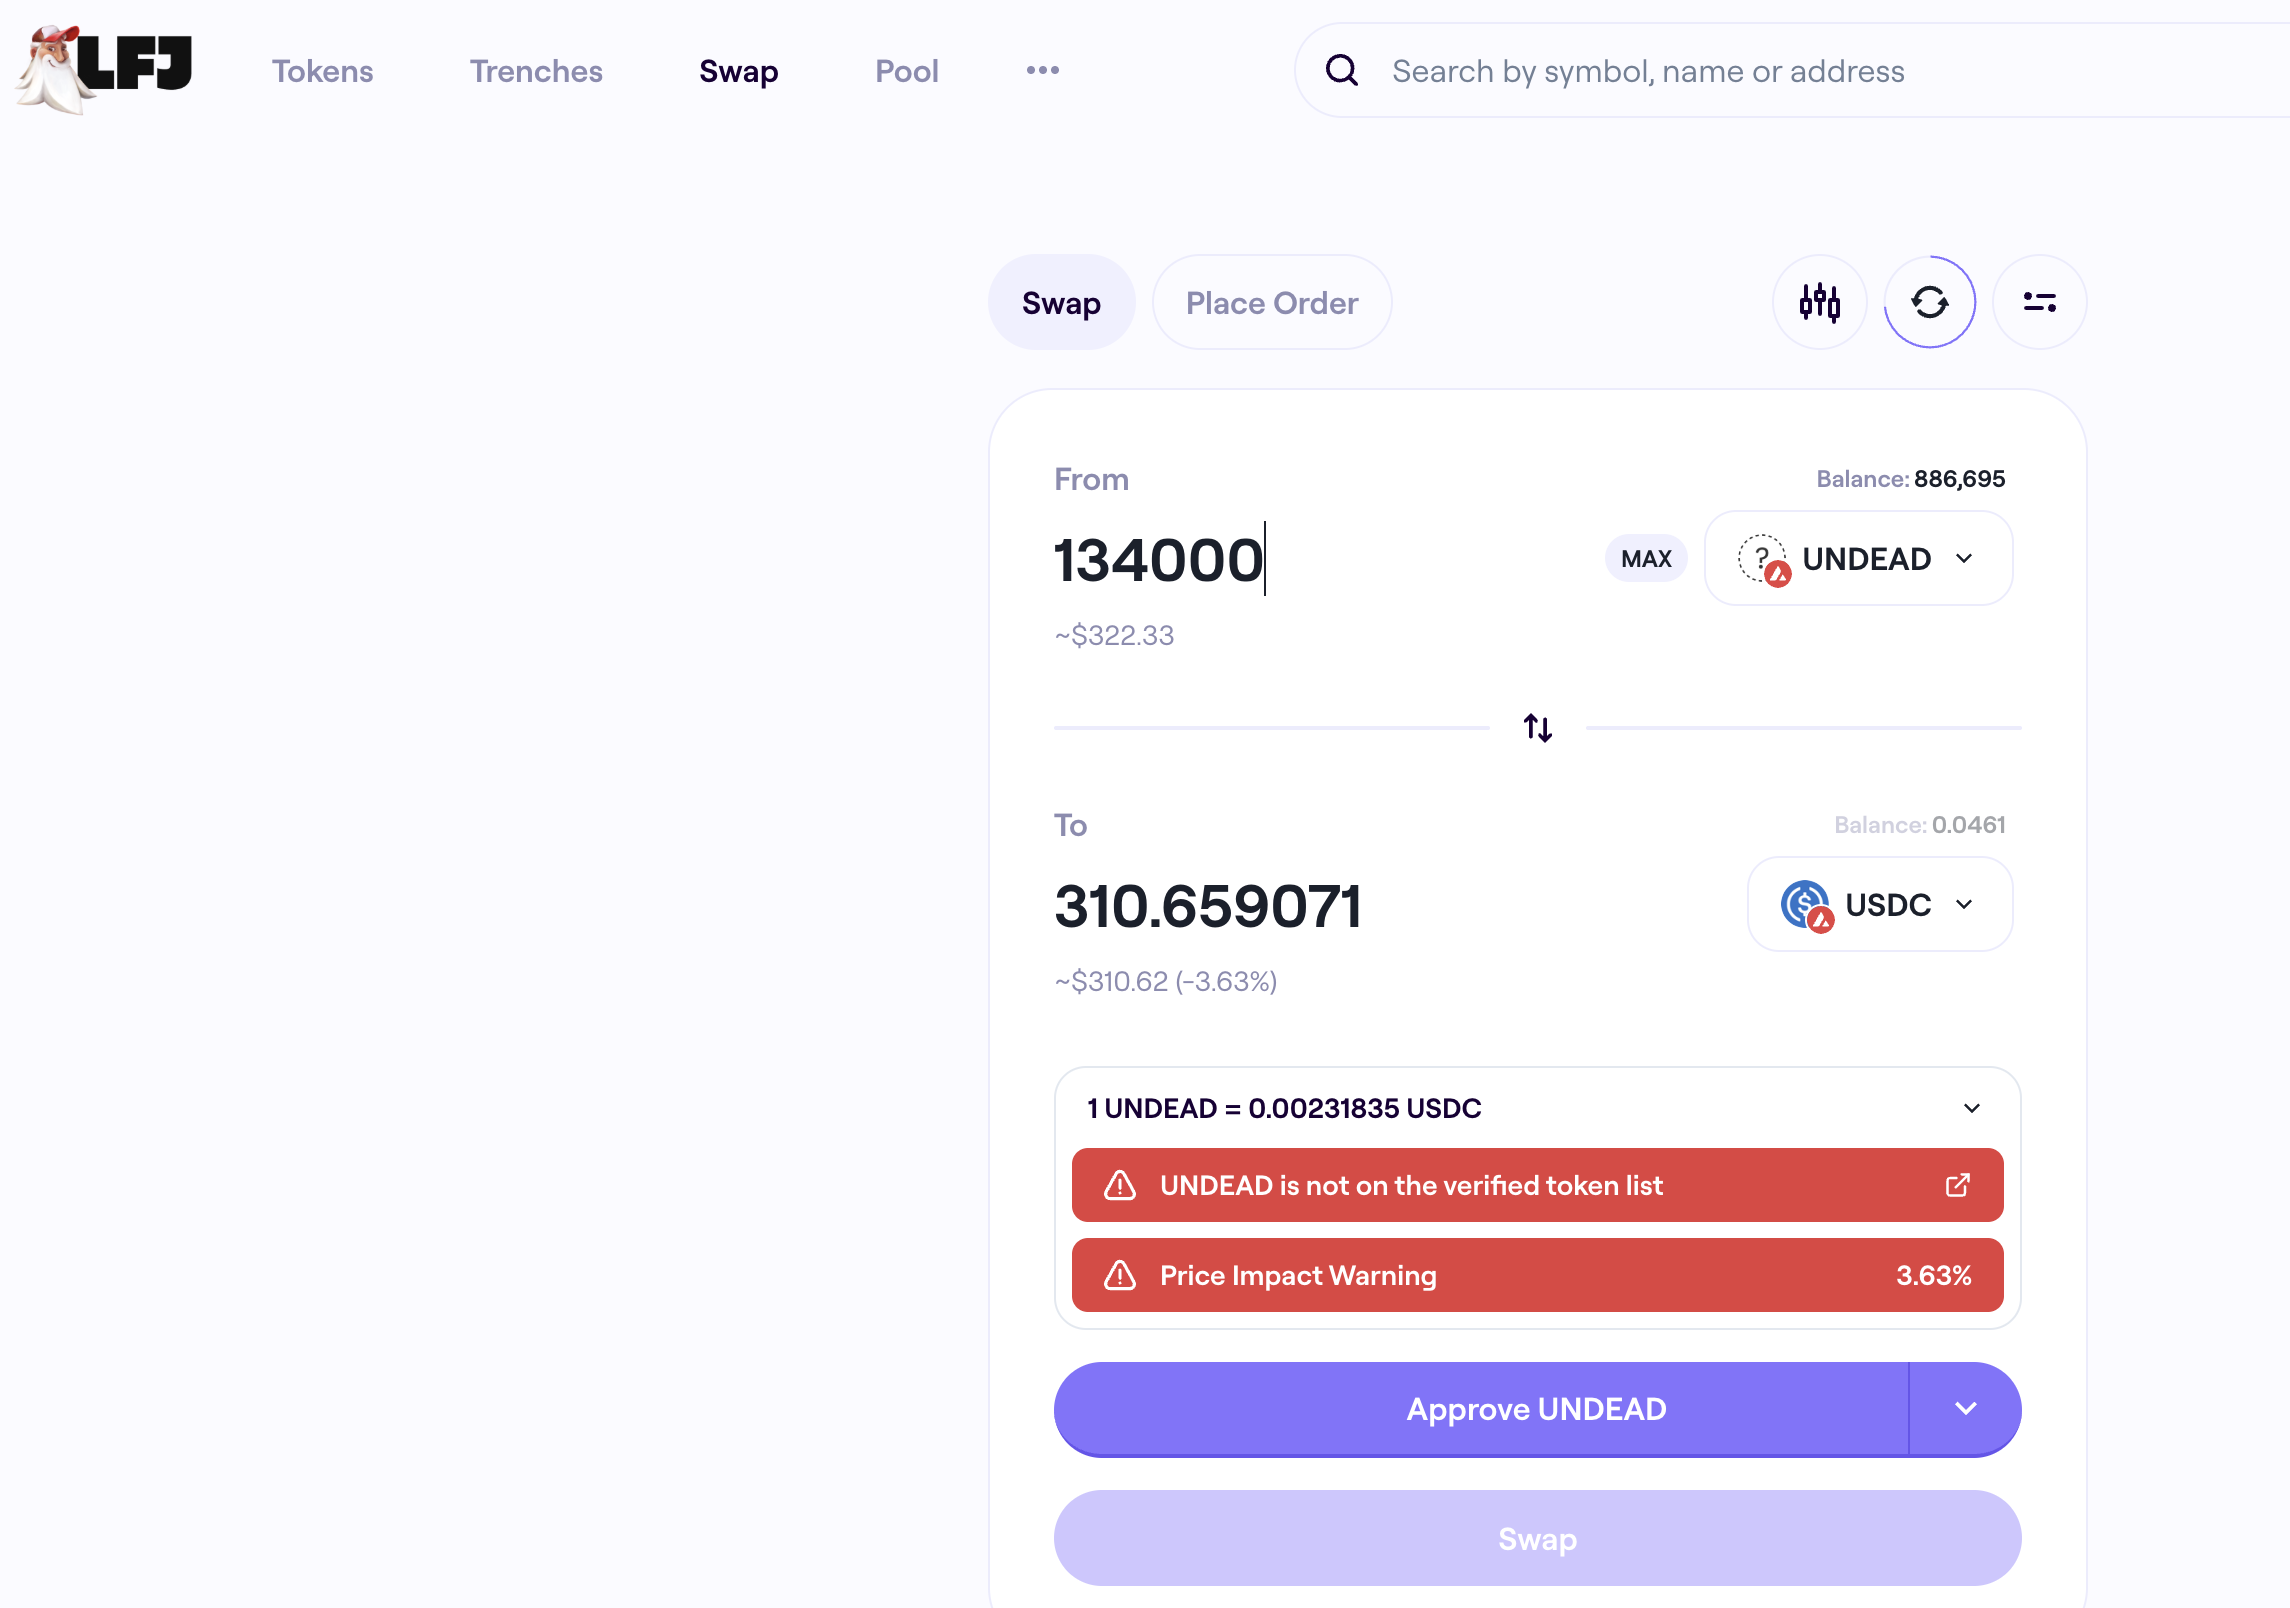 LFJ Tokens Trenches Swap Pool ••• Search by symbol, name or address
Swap Place Order
From Balance: 886,695
134000 MAX ? UNDEAD
~$322.33
To Balance: 0.0461
310.659071 USDC
~$310.62 (-3.63%)
1 UNDEAD = 0.00231835 USDC
UNDEAD is not on the verified token list
Price Impact Warning 3.63%
Approve UNDEAD
Swap